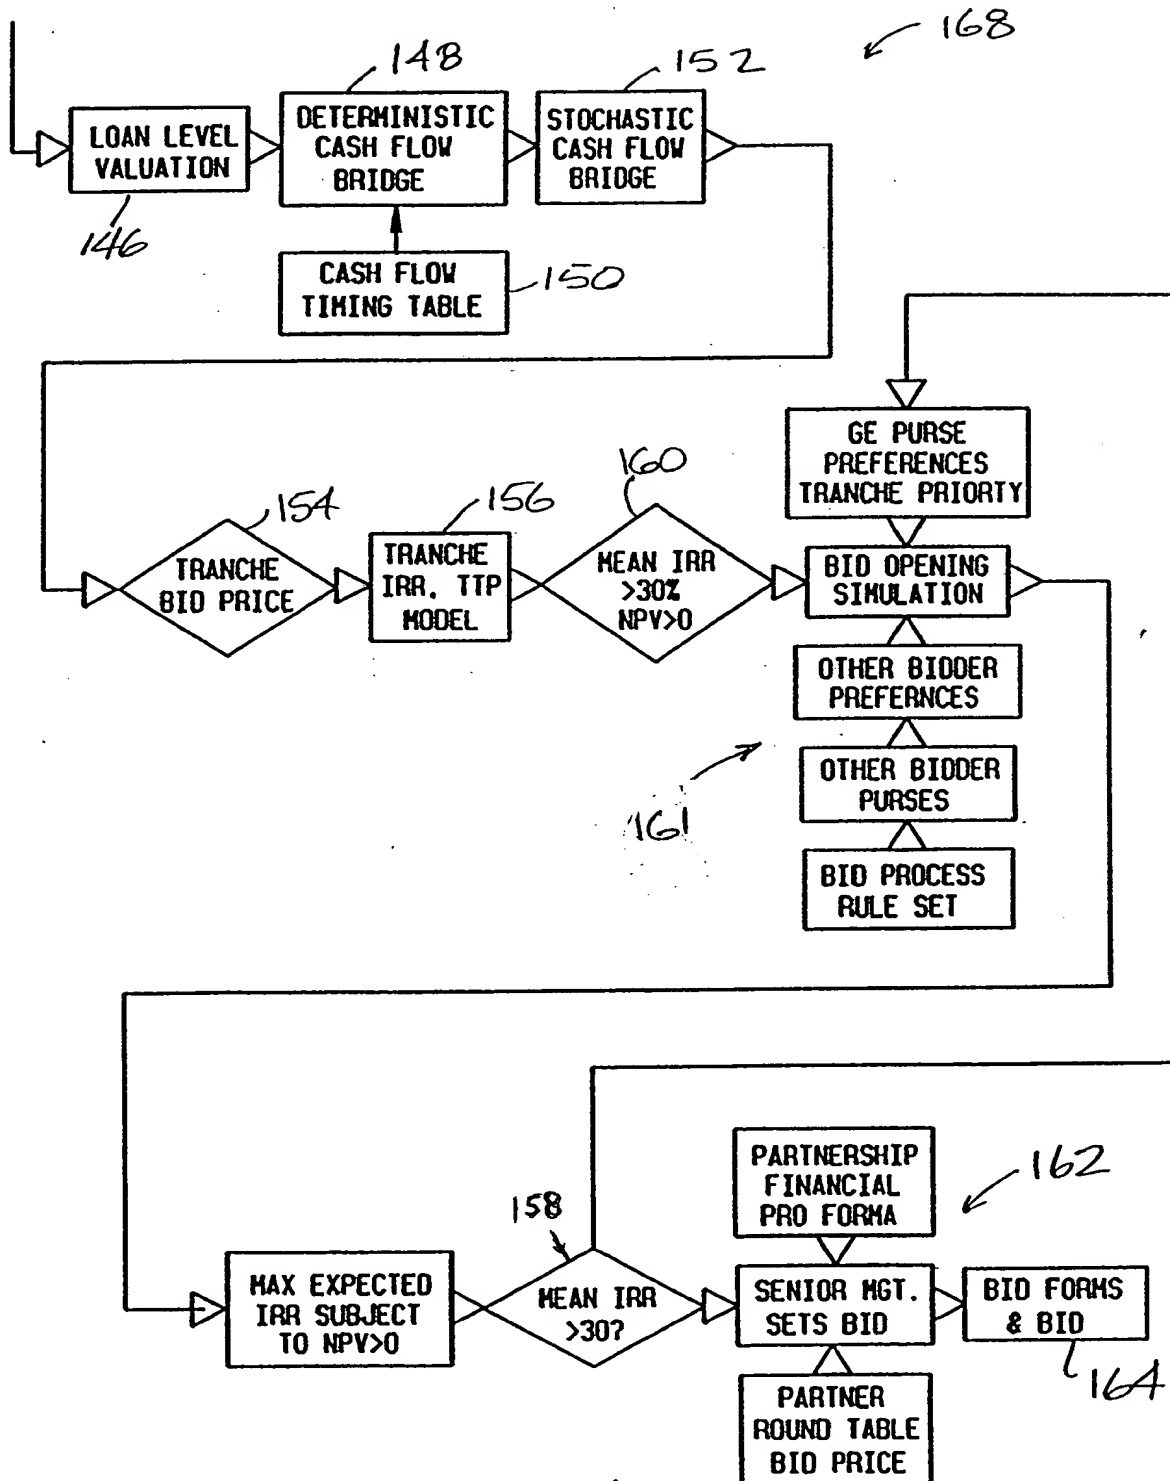 168
148
152
LOAN LEVEL
VALUATION
DETERMINISTIC
CASH FLOW
BRIDGE
STOCHASTIC
CASH FLOW
BRIDGE
146
CASH FLOW
TIMING TABLE
150
GE PURSE
PREFERENCES
TRANCHE PRIORTY
160
154
156
TRANCHE
BID PRICE
TRANCHE
IRR. TTP
MODEL
MEAN IRR
>30%
NPV>0
BID OPENING
SIMULATION
OTHER BIDDER
PREFERNCES
OTHER BIDDER
PURSES
161
BID PROCESS
RULE SET
PARTNERSHIP
FINANCIAL
PRO FORMA
162
158
MAX EXPECTED
IRR SUBJECT
TO NPV>0
MEAN IRR
>30?
SENIOR MGT.
SETS BID
BID FORMS
& BID
164
PARTNER
ROUND TABLE
BID PRICE